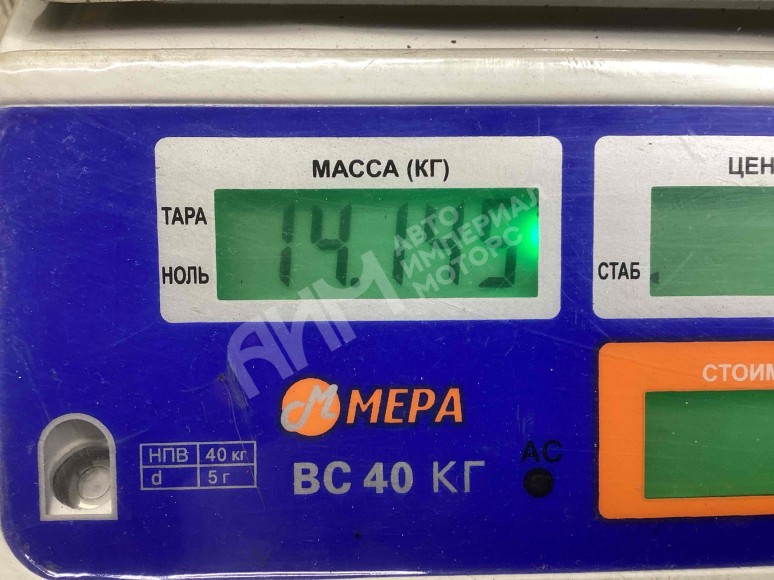 МАССА (КГ)
ТАРА
14.145
НОЛЬ
ЦЕН
СТАБ
АИМ АВТО
ИМПЕРИАЛ
МОТОРС
СТОИМ
М МЕРА
НПВ 40 кг
d 5 г
ВС 40 КГ
АС